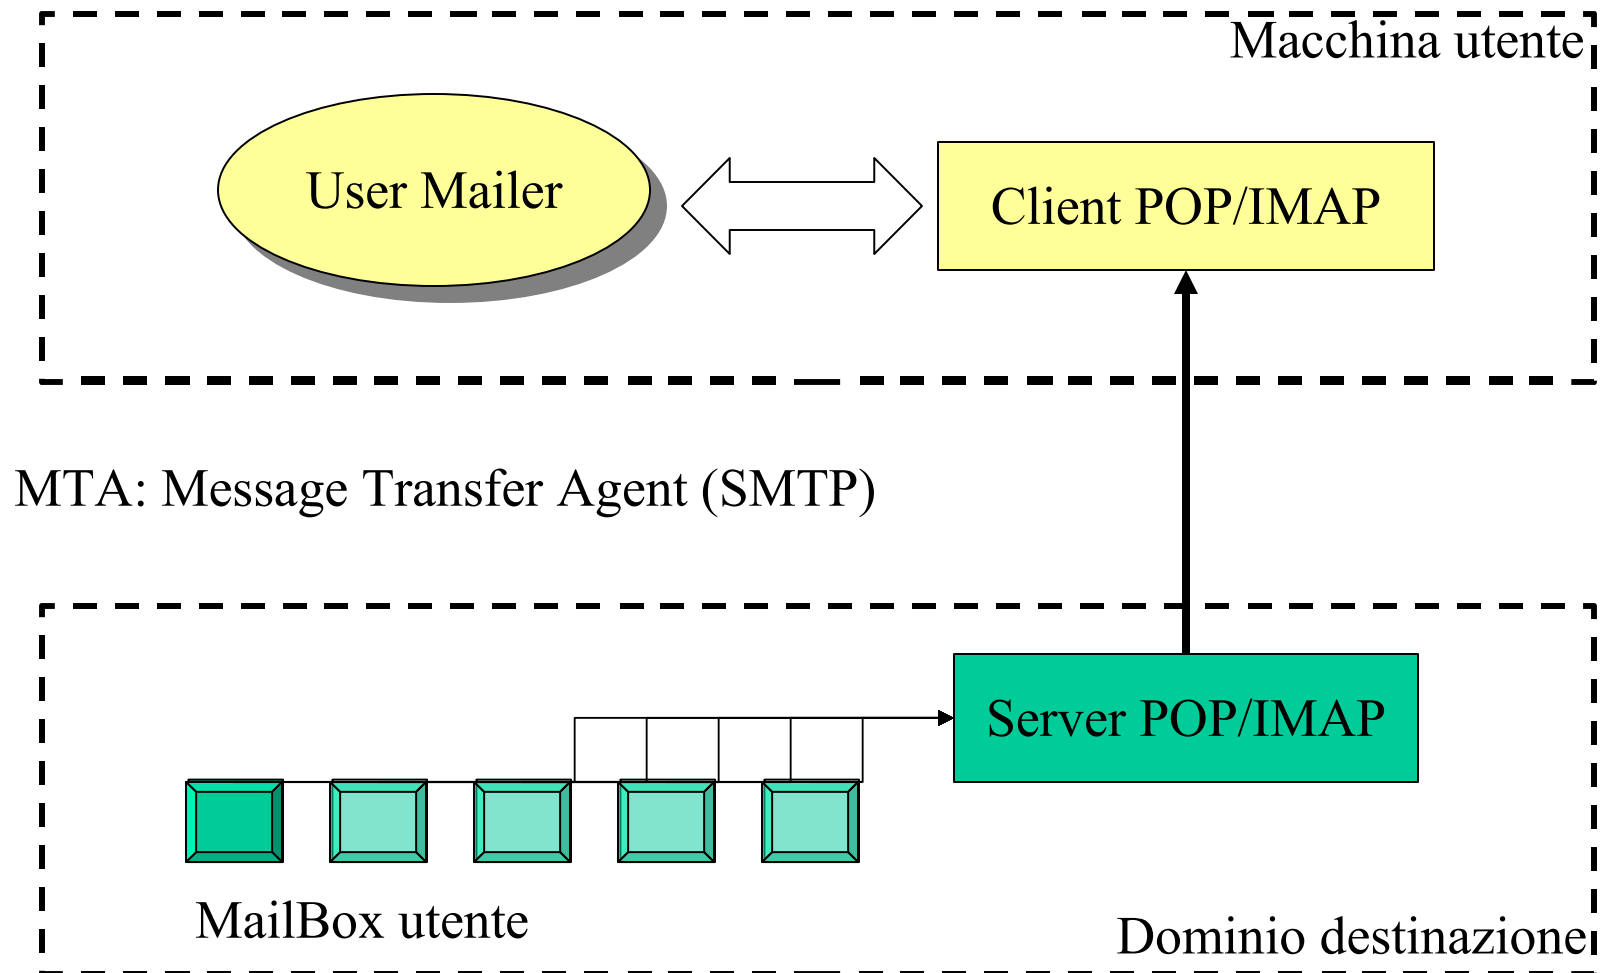 Macchina utente
User Mailer
Client POP/IMAP
MTA: Message Transfer Agent (SMTP)
Server POP/IMAP
MailBox utente
Dominio destinazione